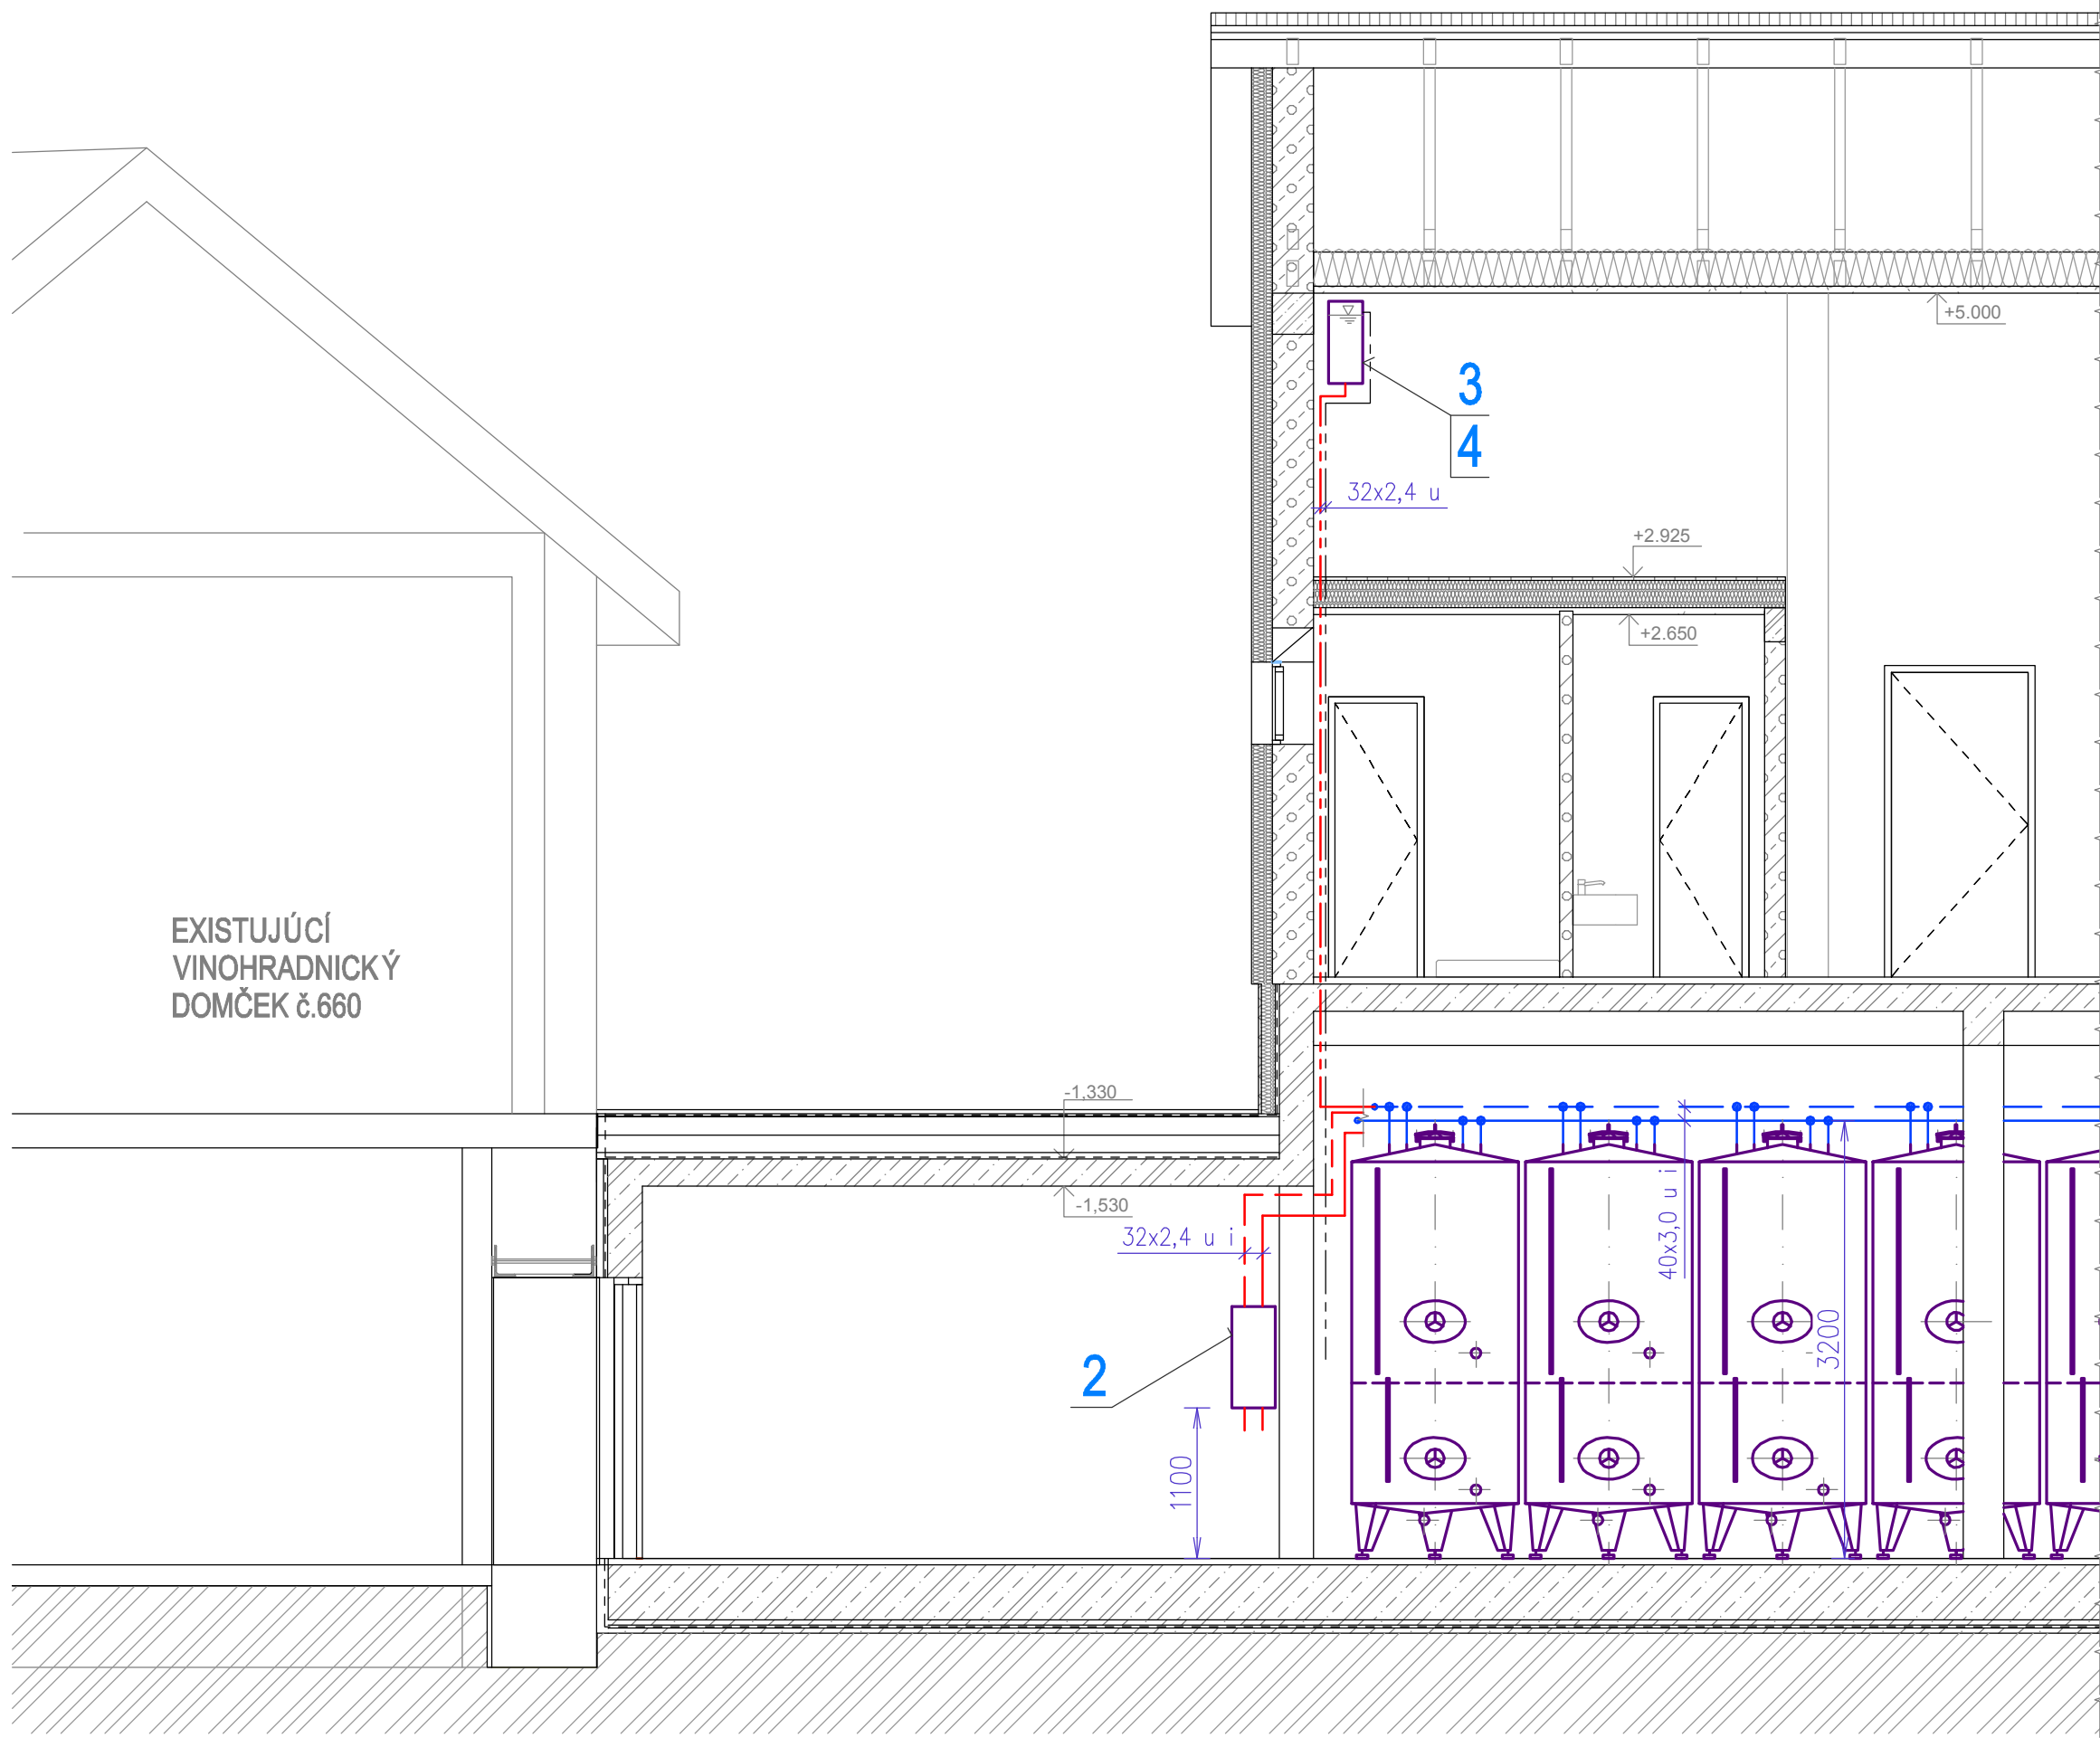 +5.000
3
4
32x2,4 u
+2.925
+2.650
EXISTUJÚCÍ
VINOHRADNICKÝ
DOMČEK č.660
-1.330
-1,530
32x2,4 u i
40x3,0 u i
3200
2
1100